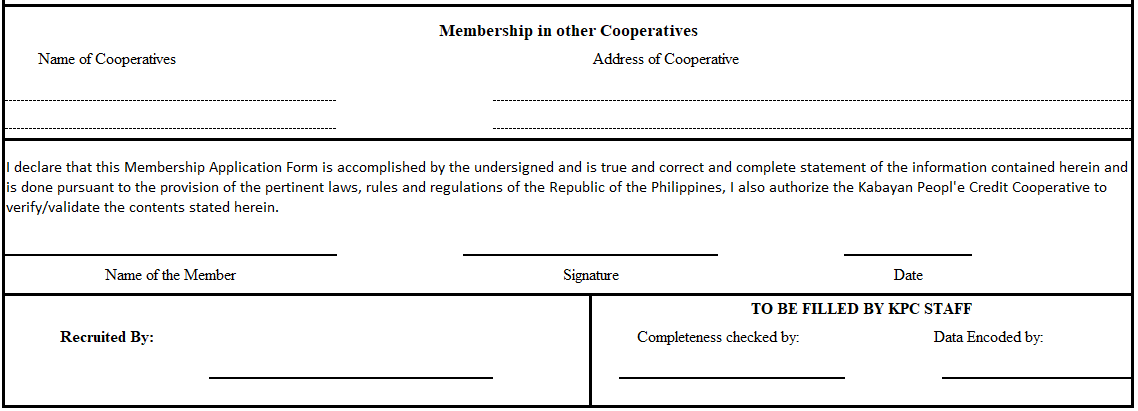 Membership in other Cooperatives
Name of Cooperatives Address of Cooperative
I declare that this Membership Application Form is accomplished by the undersigned and is true and correct and complete statement of the information contained herein and
is done pursuant to the provision of the pertinent laws, rules and regulations of the Republic of the Philippines, I also authorize the Kabayan Peopl'e Credit Cooperative to
verify/validate the contents stated herein.
Name of the Member Signature Date
TO BE FILLED BY KPC STAFF
Recruited By: Completeness checked by: Data Encoded by: